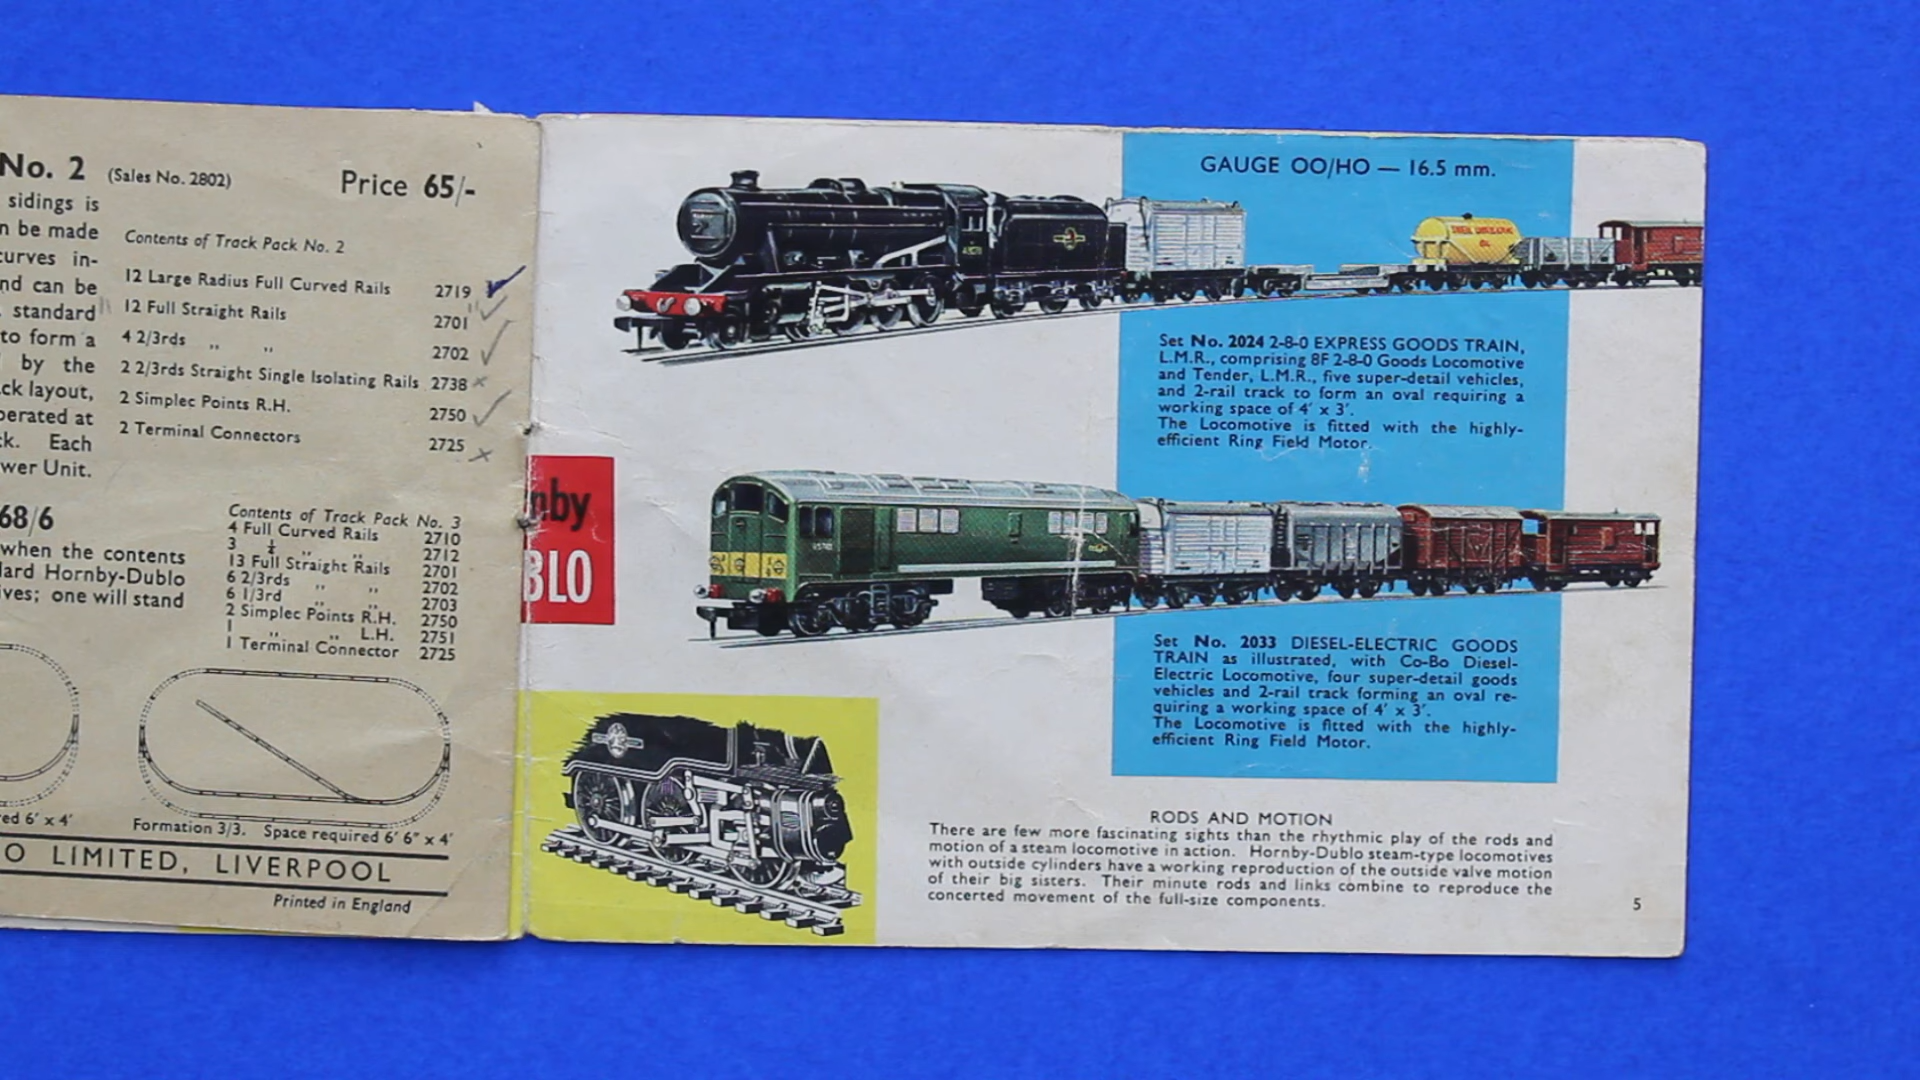 No. 2 (Sales No. 2802) Price 65/-
sidings is
n be made
curves in-
nd can be
standard
to form a
by the
ck layout,
perated at
ck. Each
wer Unit.
Contents of Track Pack No. 2
12 Large Radius Full Curved Rails 2719
12 Full Straight Rails 2701
4 2/3rds „ „ 2702
2 2/3rds Straight Single Isolating Rails 2738
2 Simplec Points R.H. 2750
2 Terminal Connectors 2725
68/6
when the contents
lard Hornby-Dublo
ives; one will stand
Contents of Track Pack No. 3
4 Full Curved Rails 2710
3 ½ „ „ 2712
13 Full Straight Rails 2701
6 2/3rds „ „ 2702
6 1/3rd „ „ 2703
2 Simplec Points R.H. 2750
1 „ „ L.H. 2751
1 Terminal Connector 2725
ed 6' x 4'
Formation 3/3. Space required 6' 6" x 4'
O LIMITED, LIVERPOOL
Printed in England
nby
BLO
GAUGE OO/HO — 16.5 mm.
Set No. 2024 2-8-0 EXPRESS GOODS TRAIN,
L.M.R., comprising 8F 2-8-0 Goods Locomotive
and Tender, L.M.R., five super-detail vehicles,
and 2-rail track to form an oval requiring a
working space of 4' x 3'.
The Locomotive is fitted with the highly-
efficient Ring Field Motor.
Set No. 2033 DIESEL-ELECTRIC GOODS
TRAIN as illustrated, with Co-Bo Diesel-
Electric Locomotive, four super-detail goods
vehicles and 2-rail track forming an oval re-
quiring a working space of 4' x 3'.
The Locomotive is fitted with the highly-
efficient Ring Field Motor.
RODS AND MOTION
There are few more fascinating sights than the rhythmic play of the rods and
motion of a steam locomotive in action. Hornby-Dublo steam-type locomotives
with outside cylinders have a working reproduction of the outside valve motion
of their big sisters. Their minute rods and links combine to reproduce the
concerted movement of the full-size components.
5